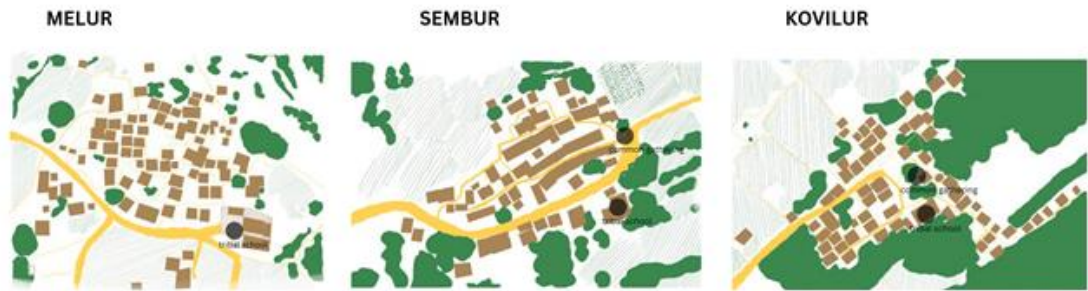 MELUR
SEMBUR
KOVILUR
common gathering
common gathering
tribal school
tribal school
tribal school